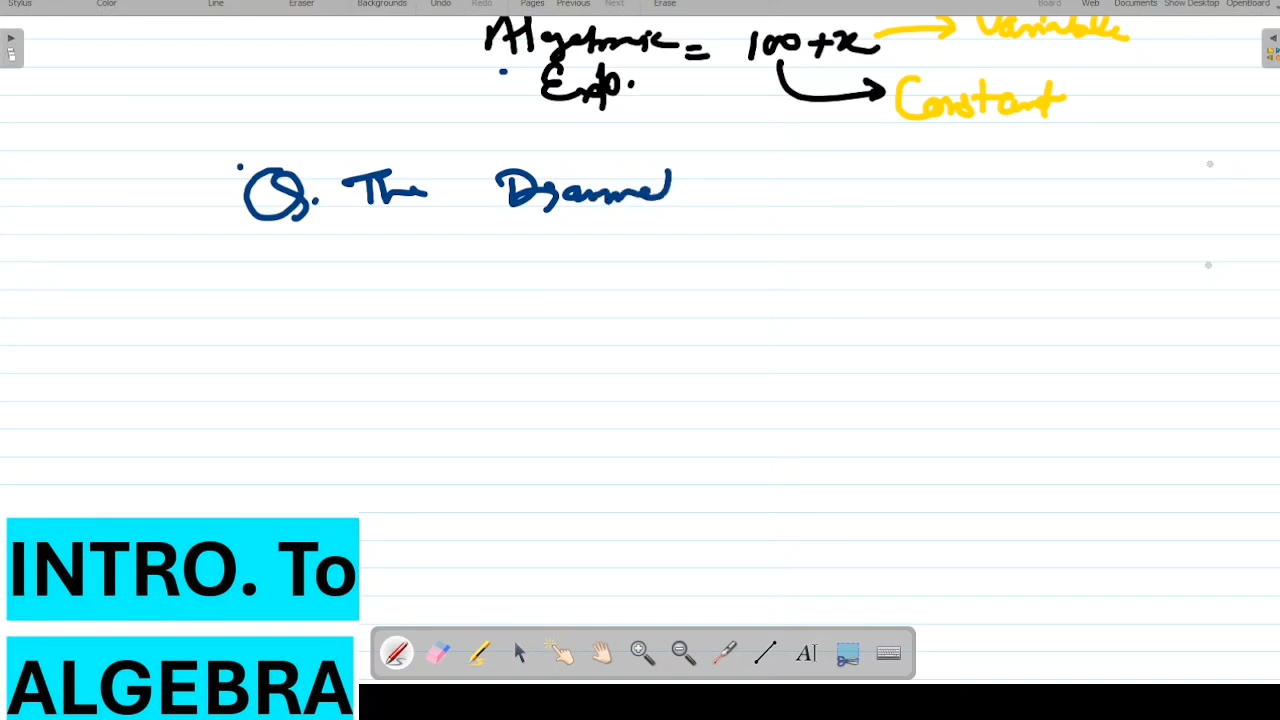 Stylus Color Line Eraser Backgrounds Undo Redo Pages Previous Next Erase Board Web Documents Show Desktop OpenBoard
Algebraic = 100+x → Variable
Exp. → Constant
Q. The
INTRO. To
ALGEBRA
AI